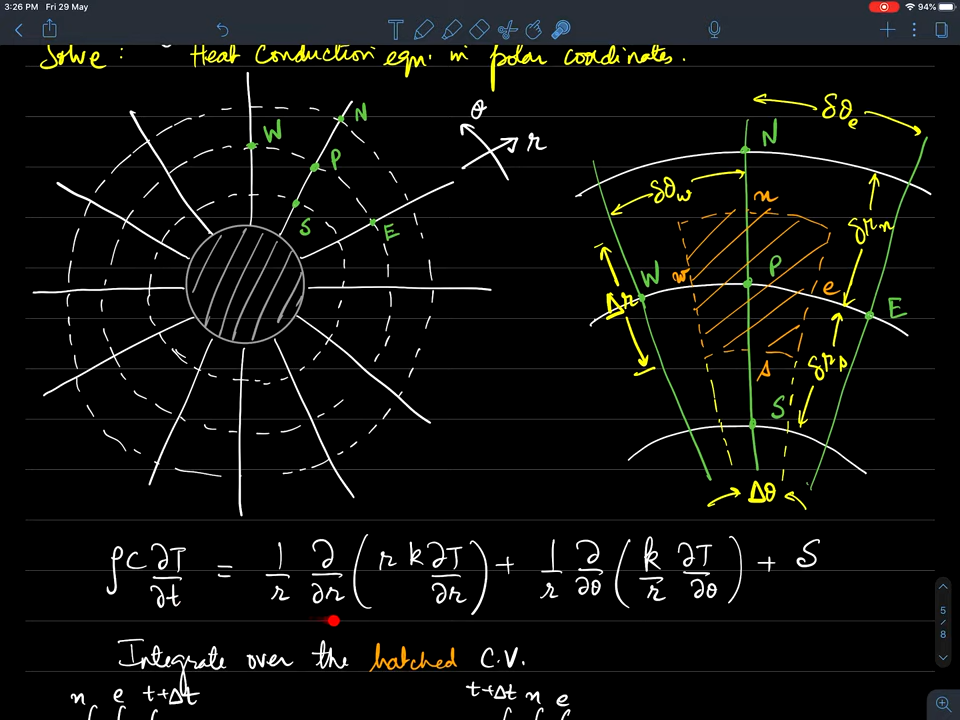 3:26 PM Fri 29 May
94%
Solve : Heat Conduction eqn. in polar coordinates.
W
N
P
S
E
θ
r
δθe
N
δθw
n
δrn
w
P
e
W
Δr
E
s
δrs
S
Δθ
ρC ∂T/∂t = 1/r ∂/∂r ( r k ∂T/∂r ) + 1/r ∂/∂θ ( k/r ∂T/∂θ ) + S
Integrate over the hatched C.V.
n e t+Δt
t+Δt n e
5
/
8